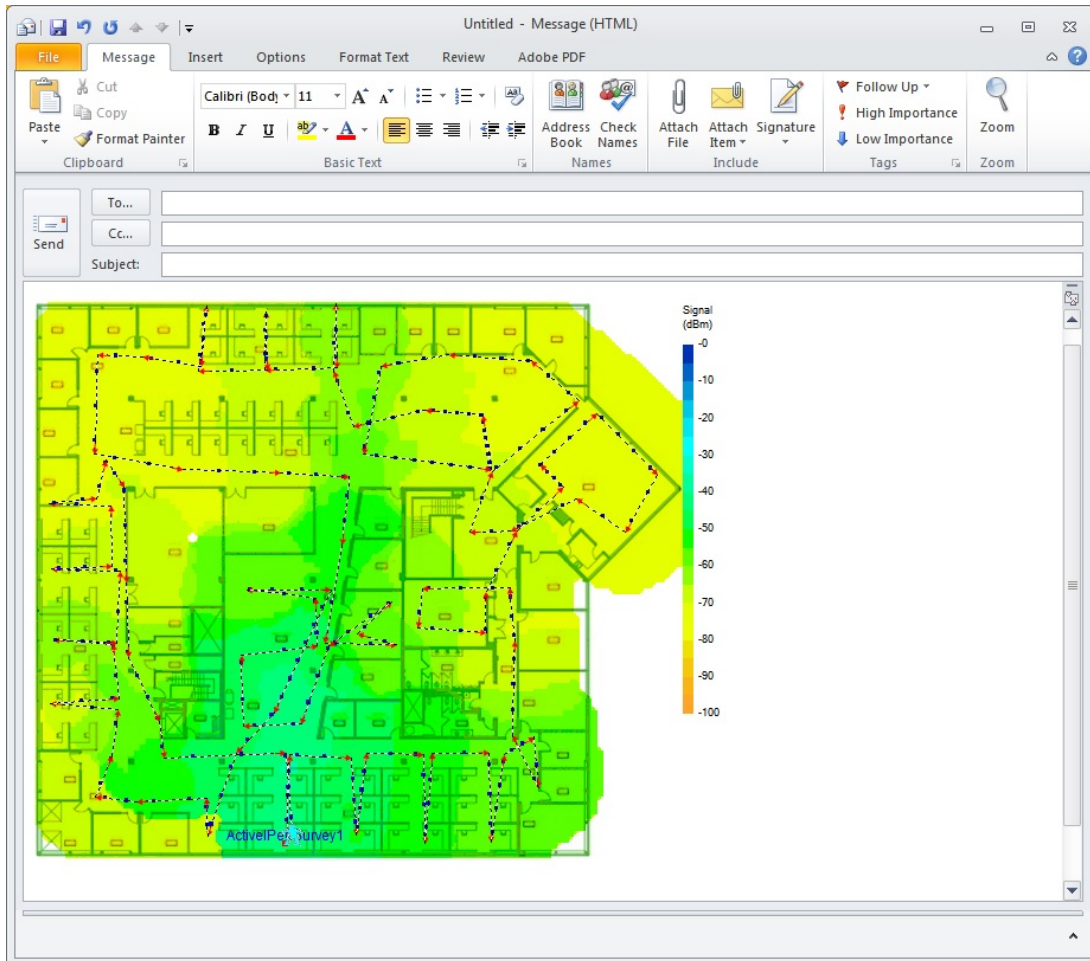 Untitled - Message (HTML)
File Message Insert Options Format Text Review Adobe PDF
Paste
Cut
Copy
Format Painter
Clipboard
Calibri (Body 11
Basic Text
Address Book
Check Names
Names
Attach File
Attach Item
Signature
Include
Follow Up
High Importance
Low Importance
Tags
Zoom
Zoom
Send
To...
Cc...
Subject:
Signal
(dBm)
-0
-10
-20
-30
-40
-50
-60
-70
-80
-90
-100